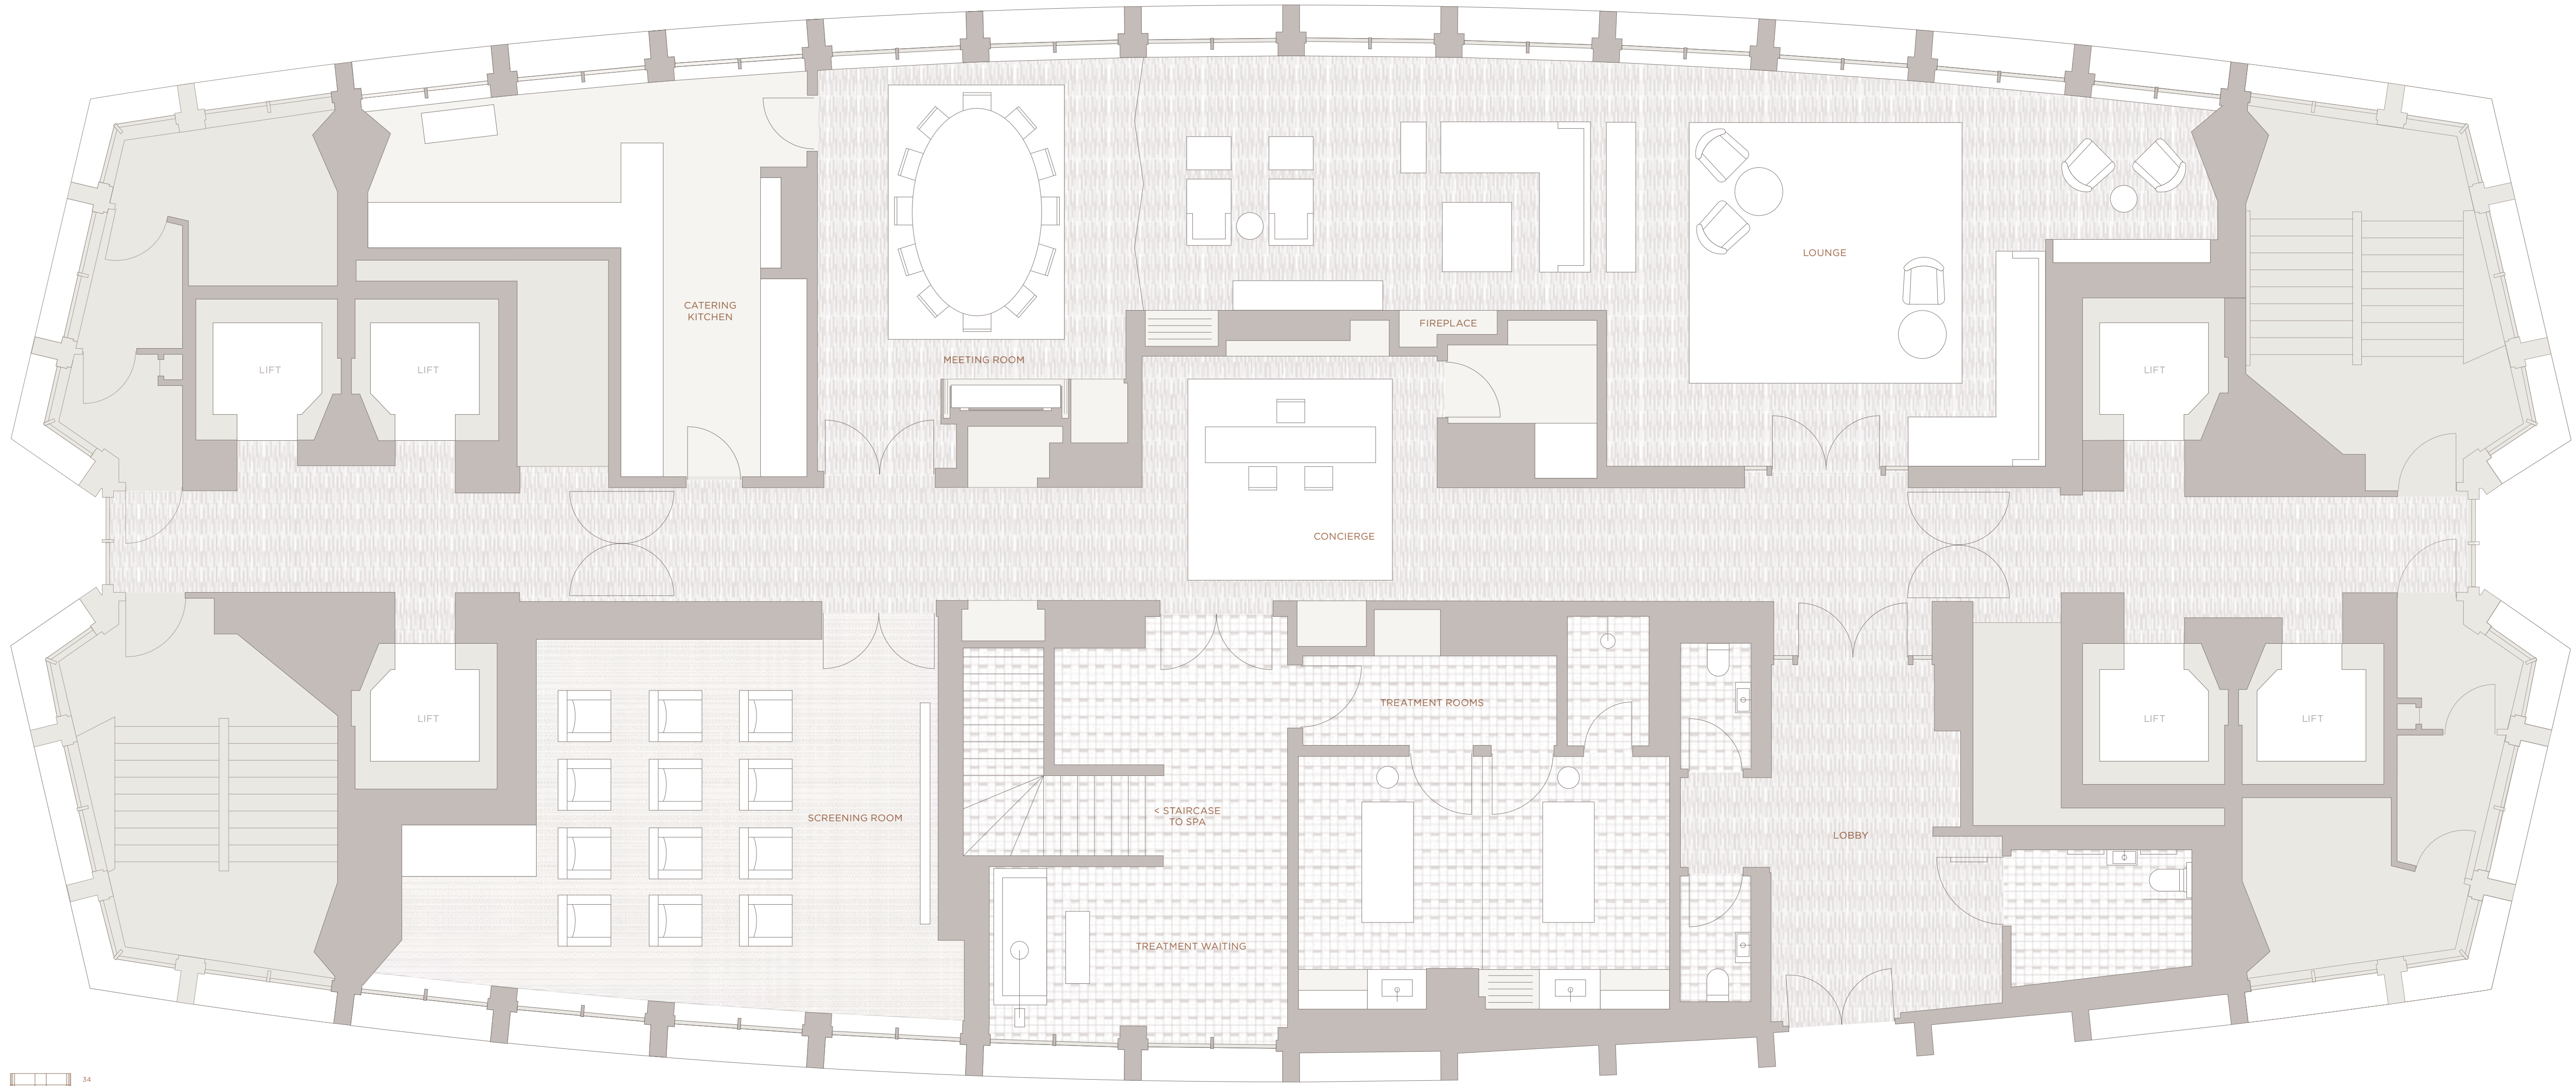 LOUNGE
CATERING
KITCHEN
FIREPLACE
MEETING ROOM
LIFT
LIFT
LIFT
CONCIERGE
TREATMENT ROOMS
LIFT
LIFT
LIFT
< STAIRCASE
TO SPA
SCREENING ROOM
LOBBY
TREATMENT WAITING
34